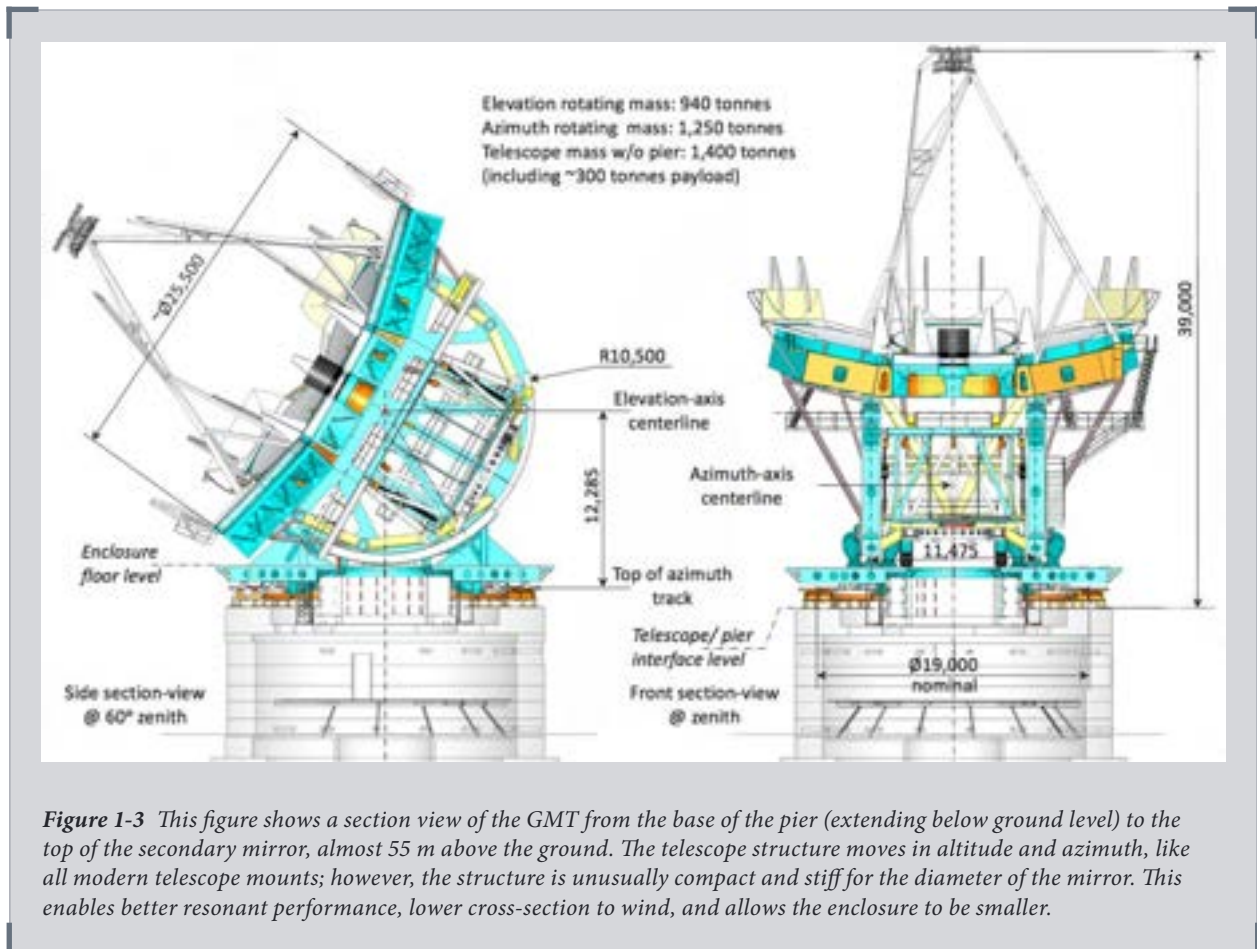 Elevation rotating mass: 940 tonnes
Azimuth rotating mass: 1,250 tonnes
Telescope mass w/o pier: 1,400 tonnes
(including ~300 tonnes payload)
~Ø25,500
39,000
R10,500
Elevation-axis
centerline
12,285
Azimuth-axis
centerline
11,475
Enclosure
floor level
Top of azimuth
track
Telescope/ pier
interface level
Ø19,000
nominal
Side section-view
@ 60° zenith
Front section-view
@ zenith
Figure 1-3 This figure shows a section view of the GMT from the base of the pier (extending below ground level) to the
top of the secondary mirror, almost 55 m above the ground. The telescope structure moves in altitude and azimuth, like
all modern telescope mounts; however, the structure is unusually compact and stiff for the diameter of the mirror. This
enables better resonant performance, lower cross-section to wind, and allows the enclosure to be smaller.